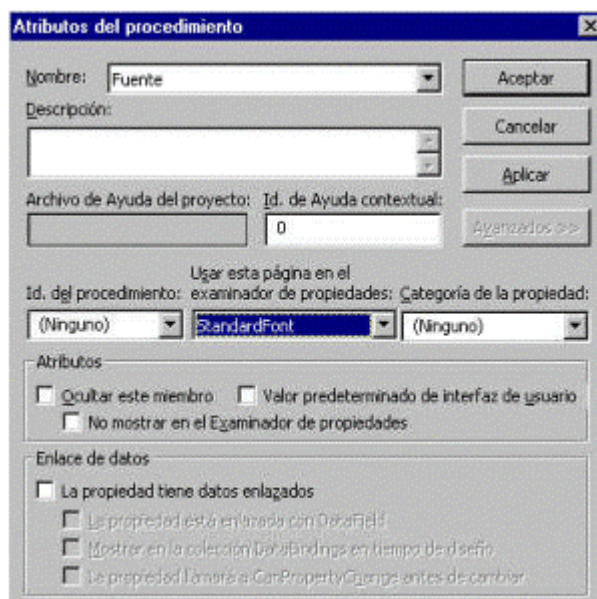 Atributos del procedimiento
Nombre: Fuente Aceptar
Descripción:
Cancelar
Aplicar
Archivo de Ayuda del proyecto: Id. de Ayuda contextual:
0 Avanzados >>
Usar esta página en el
Id. del procedimiento: examinador de propiedades: Categoría de la propiedad:
(Ninguno) StandardFont (Ninguno)
Atributos
Ocultar este miembro Valor predeterminado de interfaz de usuario
No mostrar en el Examinador de propiedades
Enlace de datos
La propiedad tiene datos enlazados
La propiedad está enlazada con DataField
Mostrar en la colección DataBindings en tiempo de diseño
La propiedad llamará a CanPropertyChange antes de cambiar